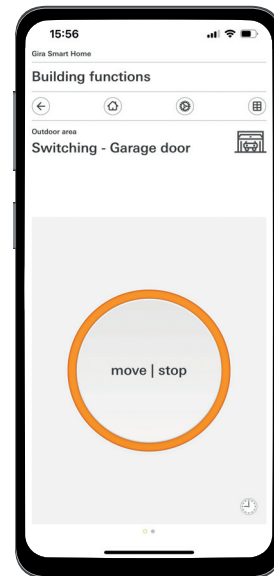 15:56
Gira Smart Home
Building functions
Outdoor area
Switching - Garage door
move | stop